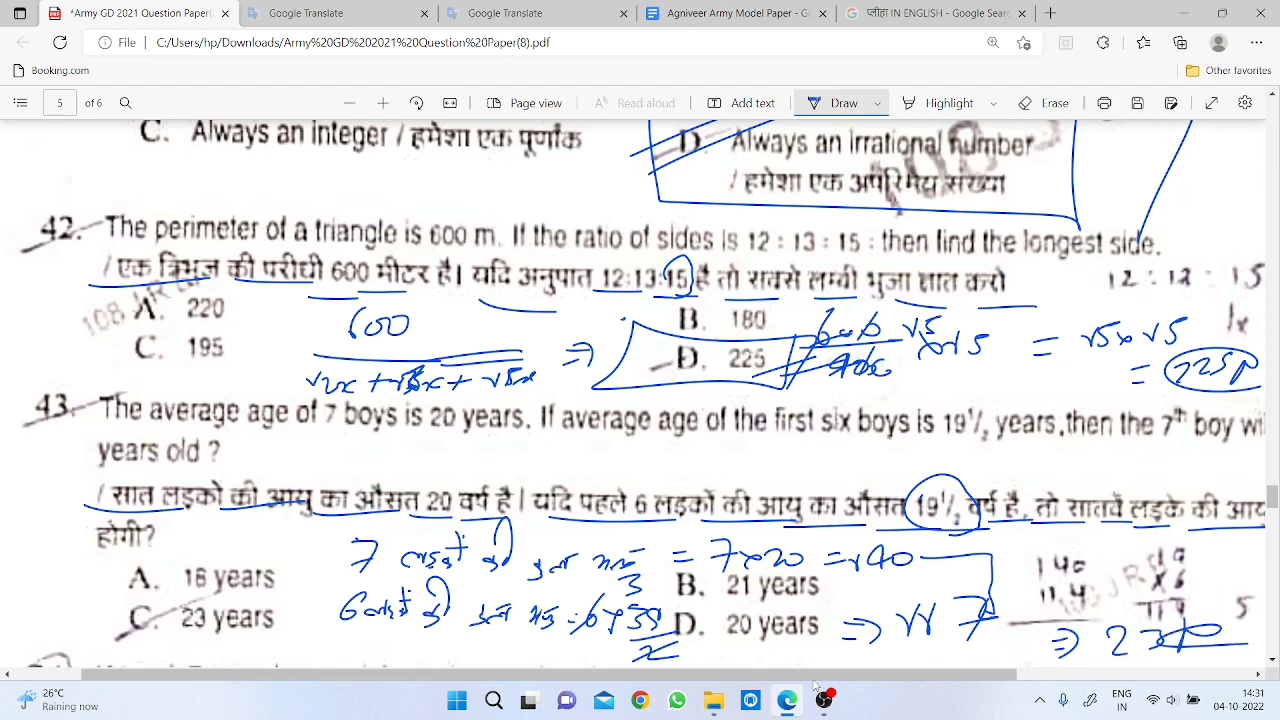 *Army GD 2021 Question Paper(
Google Translate
Google Translate
Agniveer Army Model Paper - G
प्लीहा IN ENGLISH - Google Sear
File
C:/Users/hp/Downloads/Army%20GD%202021%20Question%20Paper(8).pdf
Booking.com
Other favorites
5 of 6
Page view
Read aloud
Add text
Draw
Highlight
Erase
C. Always an integer / हमेशा एक पूर्णांक
D. Always an irrational number
/ हमेशा एक अपरिमेय संख्या
42. The perimeter of a triangle is 600 m. If the ratio of sides is 12 : 13 : 15 : then find the longest side.
/ एक त्रिभुज की परीधी 600 मीटर है। यदि अनुपात 12:13:15 है तो सबसे लम्बी भुजा ज्ञात करो
12 : 13 : 15
A. 220
B. 180
C. 195
D. 225
600
= 15 x 15
= 225
43. The average age of 7 boys is 20 years. If average age of the first six boys is 19½ years, then the 7th boy wi
years old ?
/ सात लड़को की आयु का औसत 20 वर्ष है। यदि पहले 6 लड़कों की आयु का औसत 19½ वर्ष है, तो सातवें लड़के की आय
होगी?
= 7x20 = 140
A. 16 years
B. 21 years
C. 23 years
D. 20 years
26°C
Raining now
ENG
IN
14:31
04-10-2022